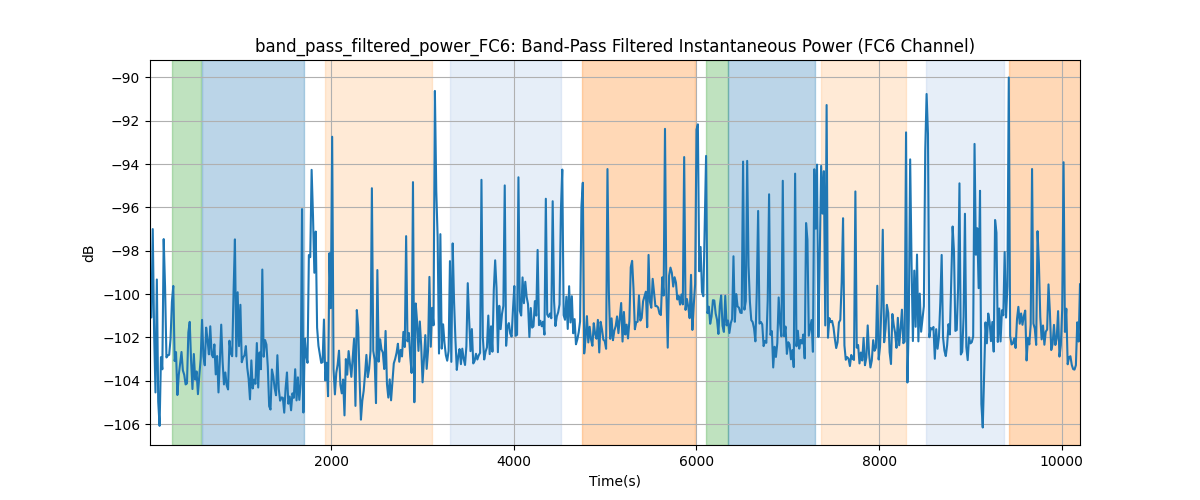 band_pass_filtered_power_FC6: Band-Pass Filtered Instantaneous Power (FC6 Channel)
−90
−92
−94
−96
−98
−100
−102
−104
−106
dB
2000 4000 6000 8000 10000
Time(s)